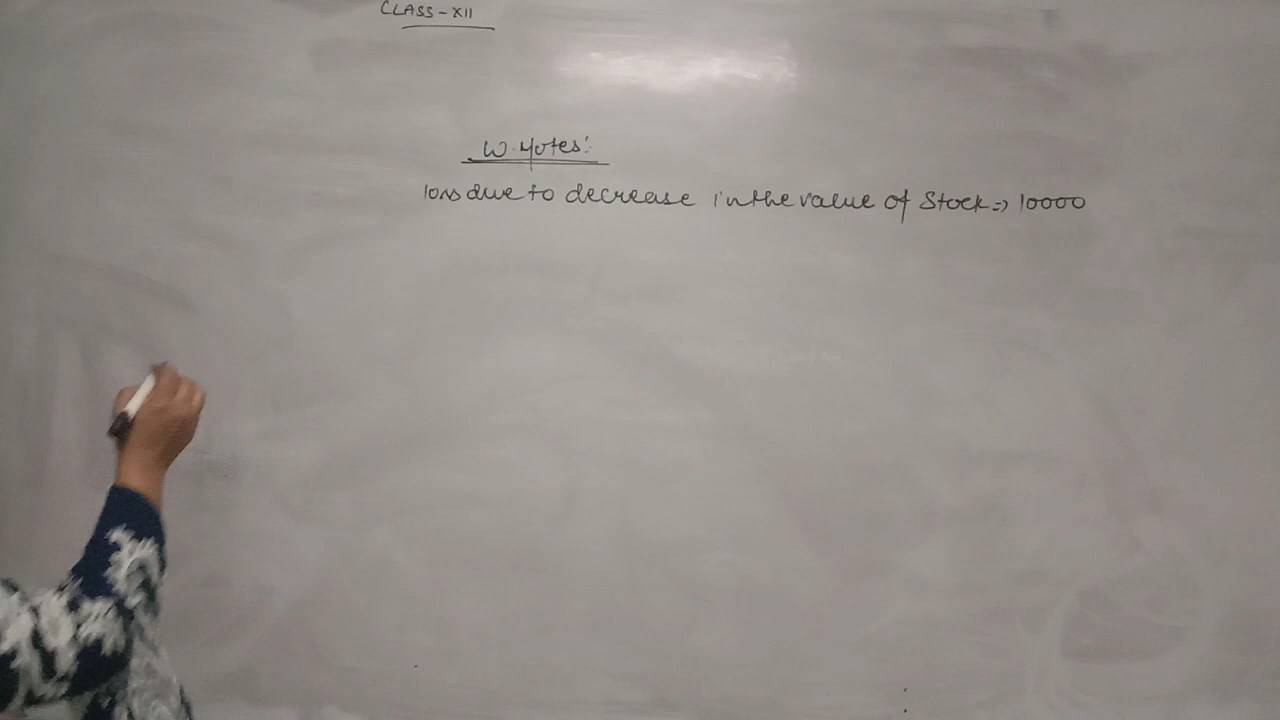 CLASS-XII
W. Notes:
loss due to decrease in the value of Stock => 10000